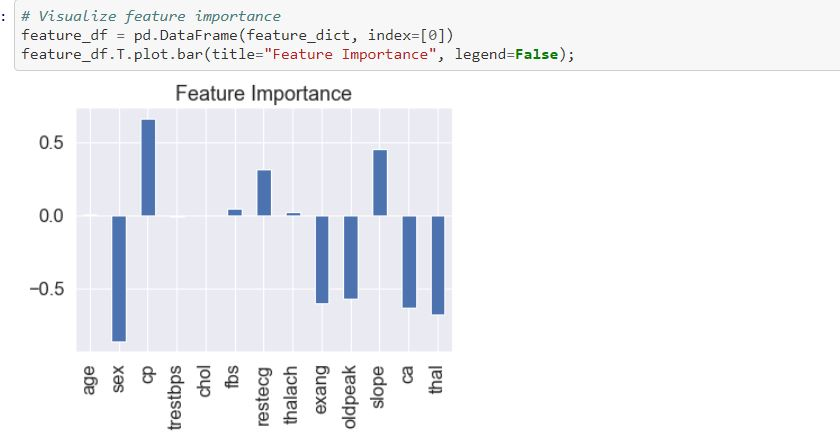 :
# Visualize feature importance
feature_df = pd.DataFrame(feature_dict, index=[0])
feature_df.T.plot.bar(title="Feature Importance", legend=False);
Feature Importance
0.5
0.0
−0.5
age
sex
cp
trestbps
chol
fbs
restecg
thalach
exang
oldpeak
slope
ca
thal